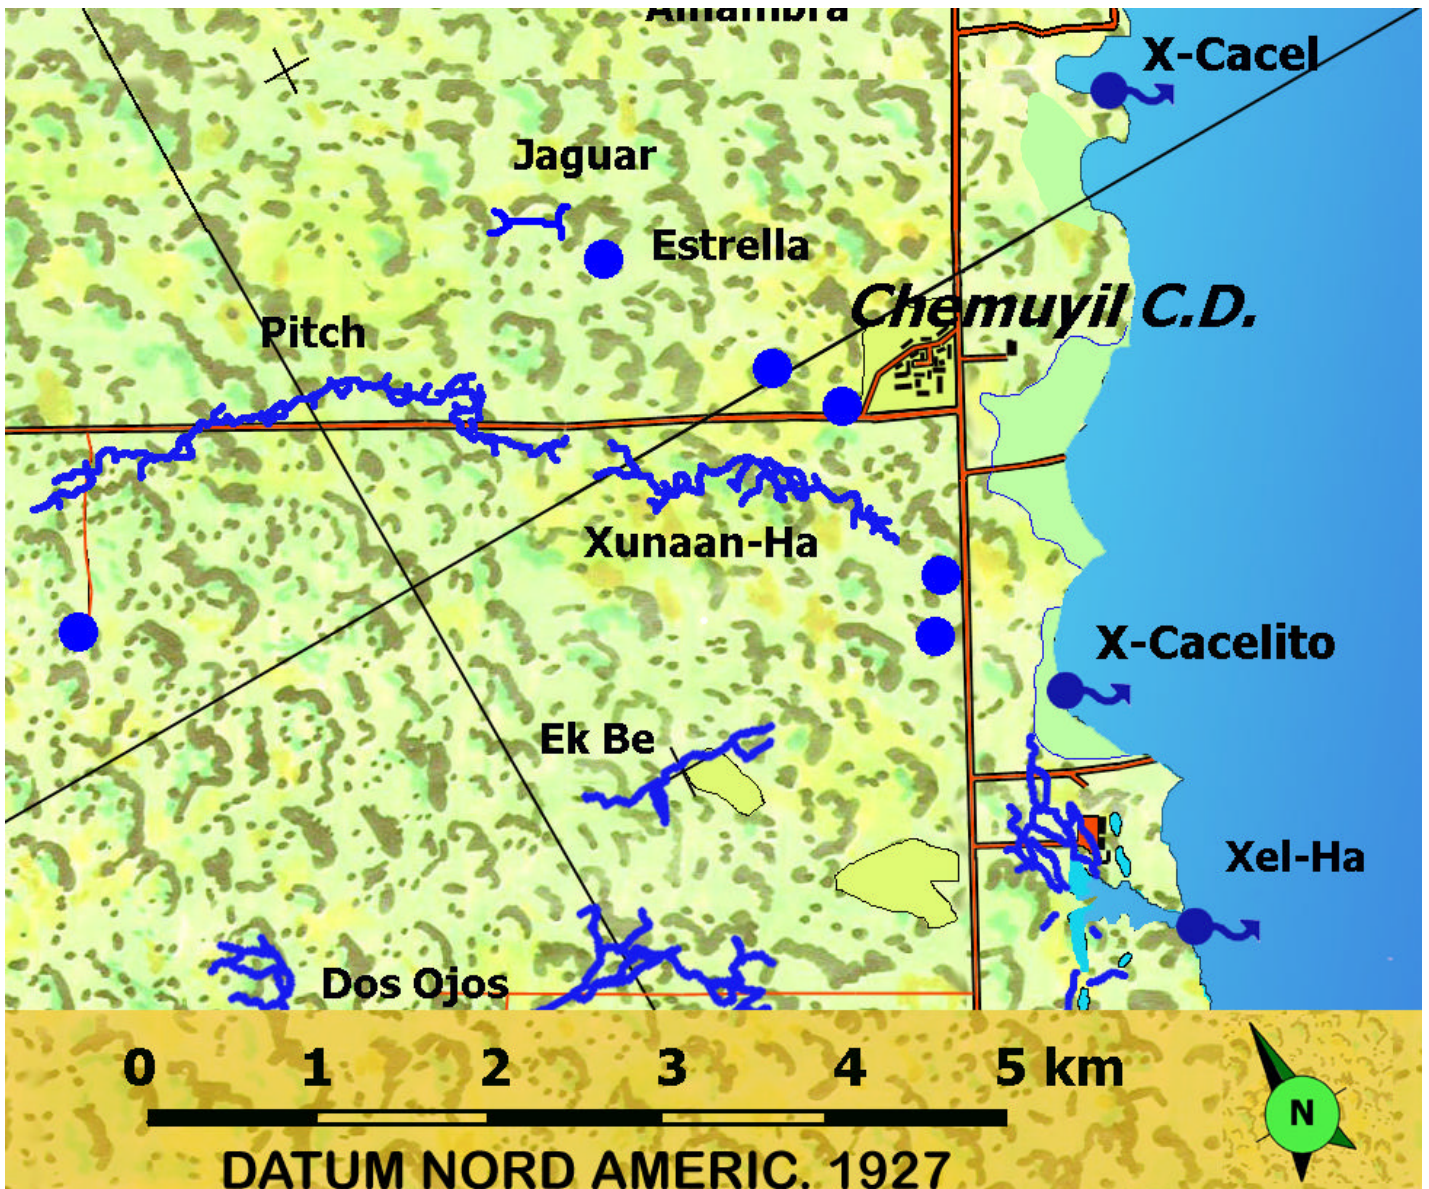 Alhambra
X-Cacel
Jaguar
Estrella
Chemuyil C.D.
Pitch
Xunaan-Ha
X-Cacelito
Ek Be
Xel-Ha
Dos Ojos
0 1 2 3 4 5 km
N
DATUM NORD AMERIC. 1927